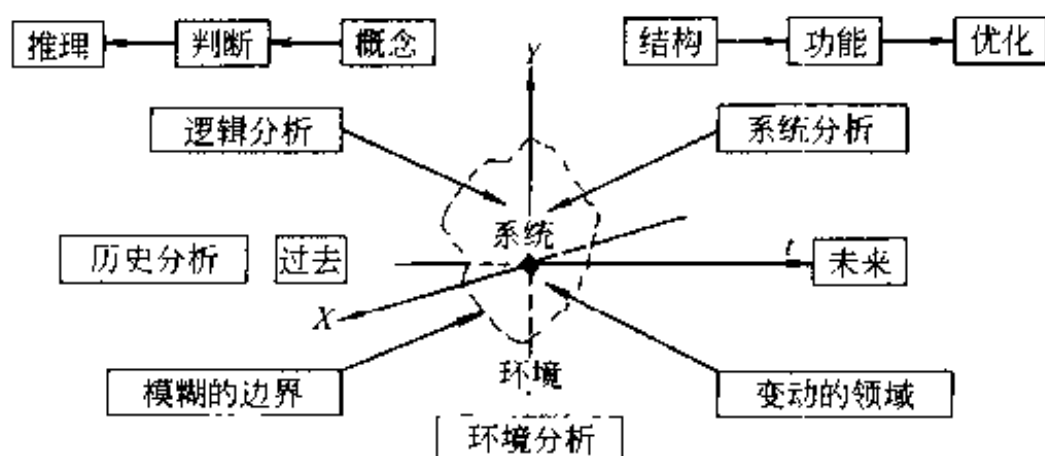 推理 判断 概念 结构 功能 优化
y
逻辑分析 系统分析
系统
历史分析 过去 t 未来
X
模糊的边界 环境 变动的领域
环境分析